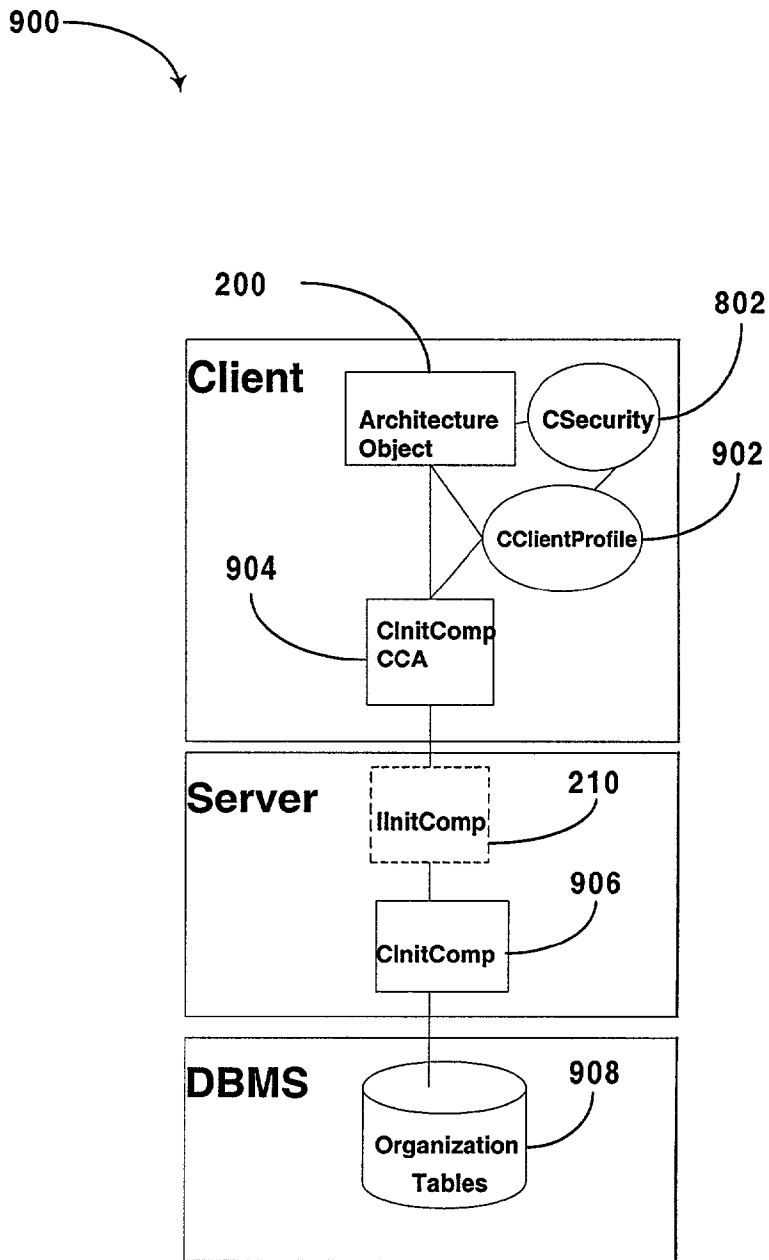 900
200
802
Client
Architecture
Object
CSecurity
902
CClientProfile
904
CInitComp
CCA
Server
210
IInitComp
906
CInitComp
DBMS
908
Organization
Tables